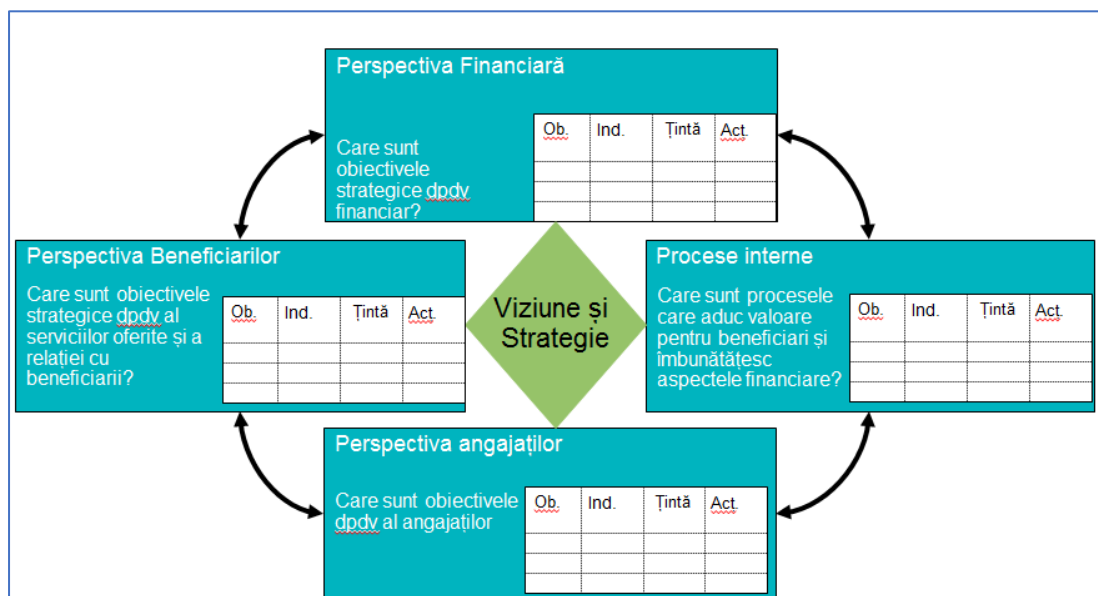 Perspectiva Financiară
Care sunt
obiectivele
strategice dpdv
financiar?
Ob. Ind. Țintă Act.
Perspectiva Beneficiarilor
Care sunt obiectivele
strategice dpdv al
serviciilor oferite și a
relației cu
beneficiarii?
Ob. Ind. Țintă Act.
Viziune și
Strategie
Procese interne
Care sunt procesele
care aduc valoare
pentru beneficiari și
îmbunătățesc
aspectele financiare?
Ob. Ind. Țintă Act.
Perspectiva angajaților
Care sunt obiectivele
dpdv al angajaților
Ob. Ind. Țintă Act.